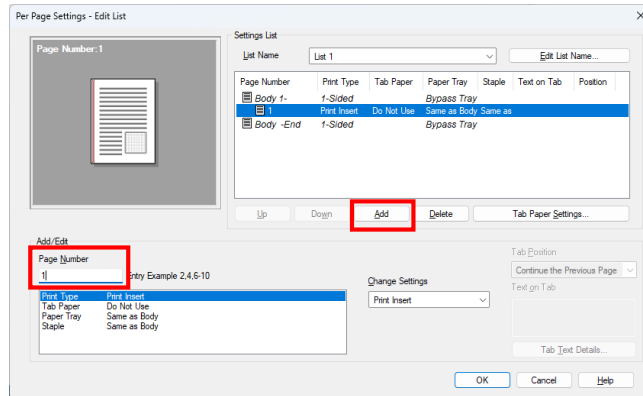 Per Page Settings - Edit List
Page Number:1
Settings List
List Name
List 1
Edit List Name...
Page Number Print Type Tab Paper Paper Tray Staple Text on Tab Position
Body 1- 1-Sided Bypass Tray
1 Print Insert Do Not Use Same as Body Same as
Body -End 1-Sided Bypass Tray
Up Down Add Delete Tab Paper Settings...
Add/Edit
Page Number
1 Entry Example 2,4,6-10
Print Type Print Insert
Tab Paper Do Not Use
Paper Tray Same as Body
Staple Same as Body
Change Settings
Print Insert
Tab Position
Continue the Previous Page
Text on Tab
Tab Text Details...
OK Cancel Help